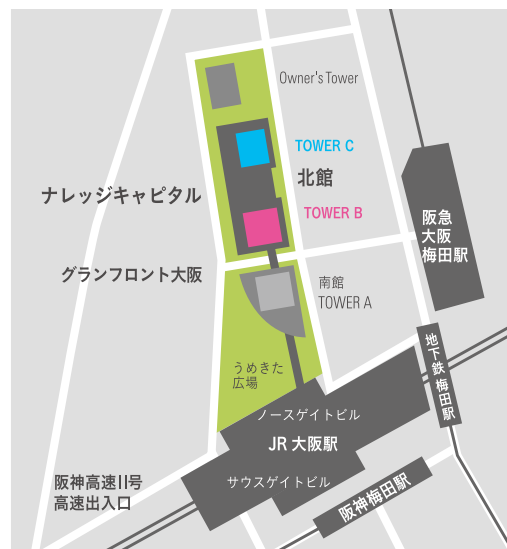 Owner's Tower
TOWER C
北館
ナレッジキャピタル
TOWER B
阪急
大阪
梅田駅
グランフロント大阪
南館
TOWER A
地下鉄 梅田駅
うめきた
広場
ノースゲイトビル
JR 大阪駅
サウスゲイトビル
阪神高速11号
高速出入口
阪神梅田駅